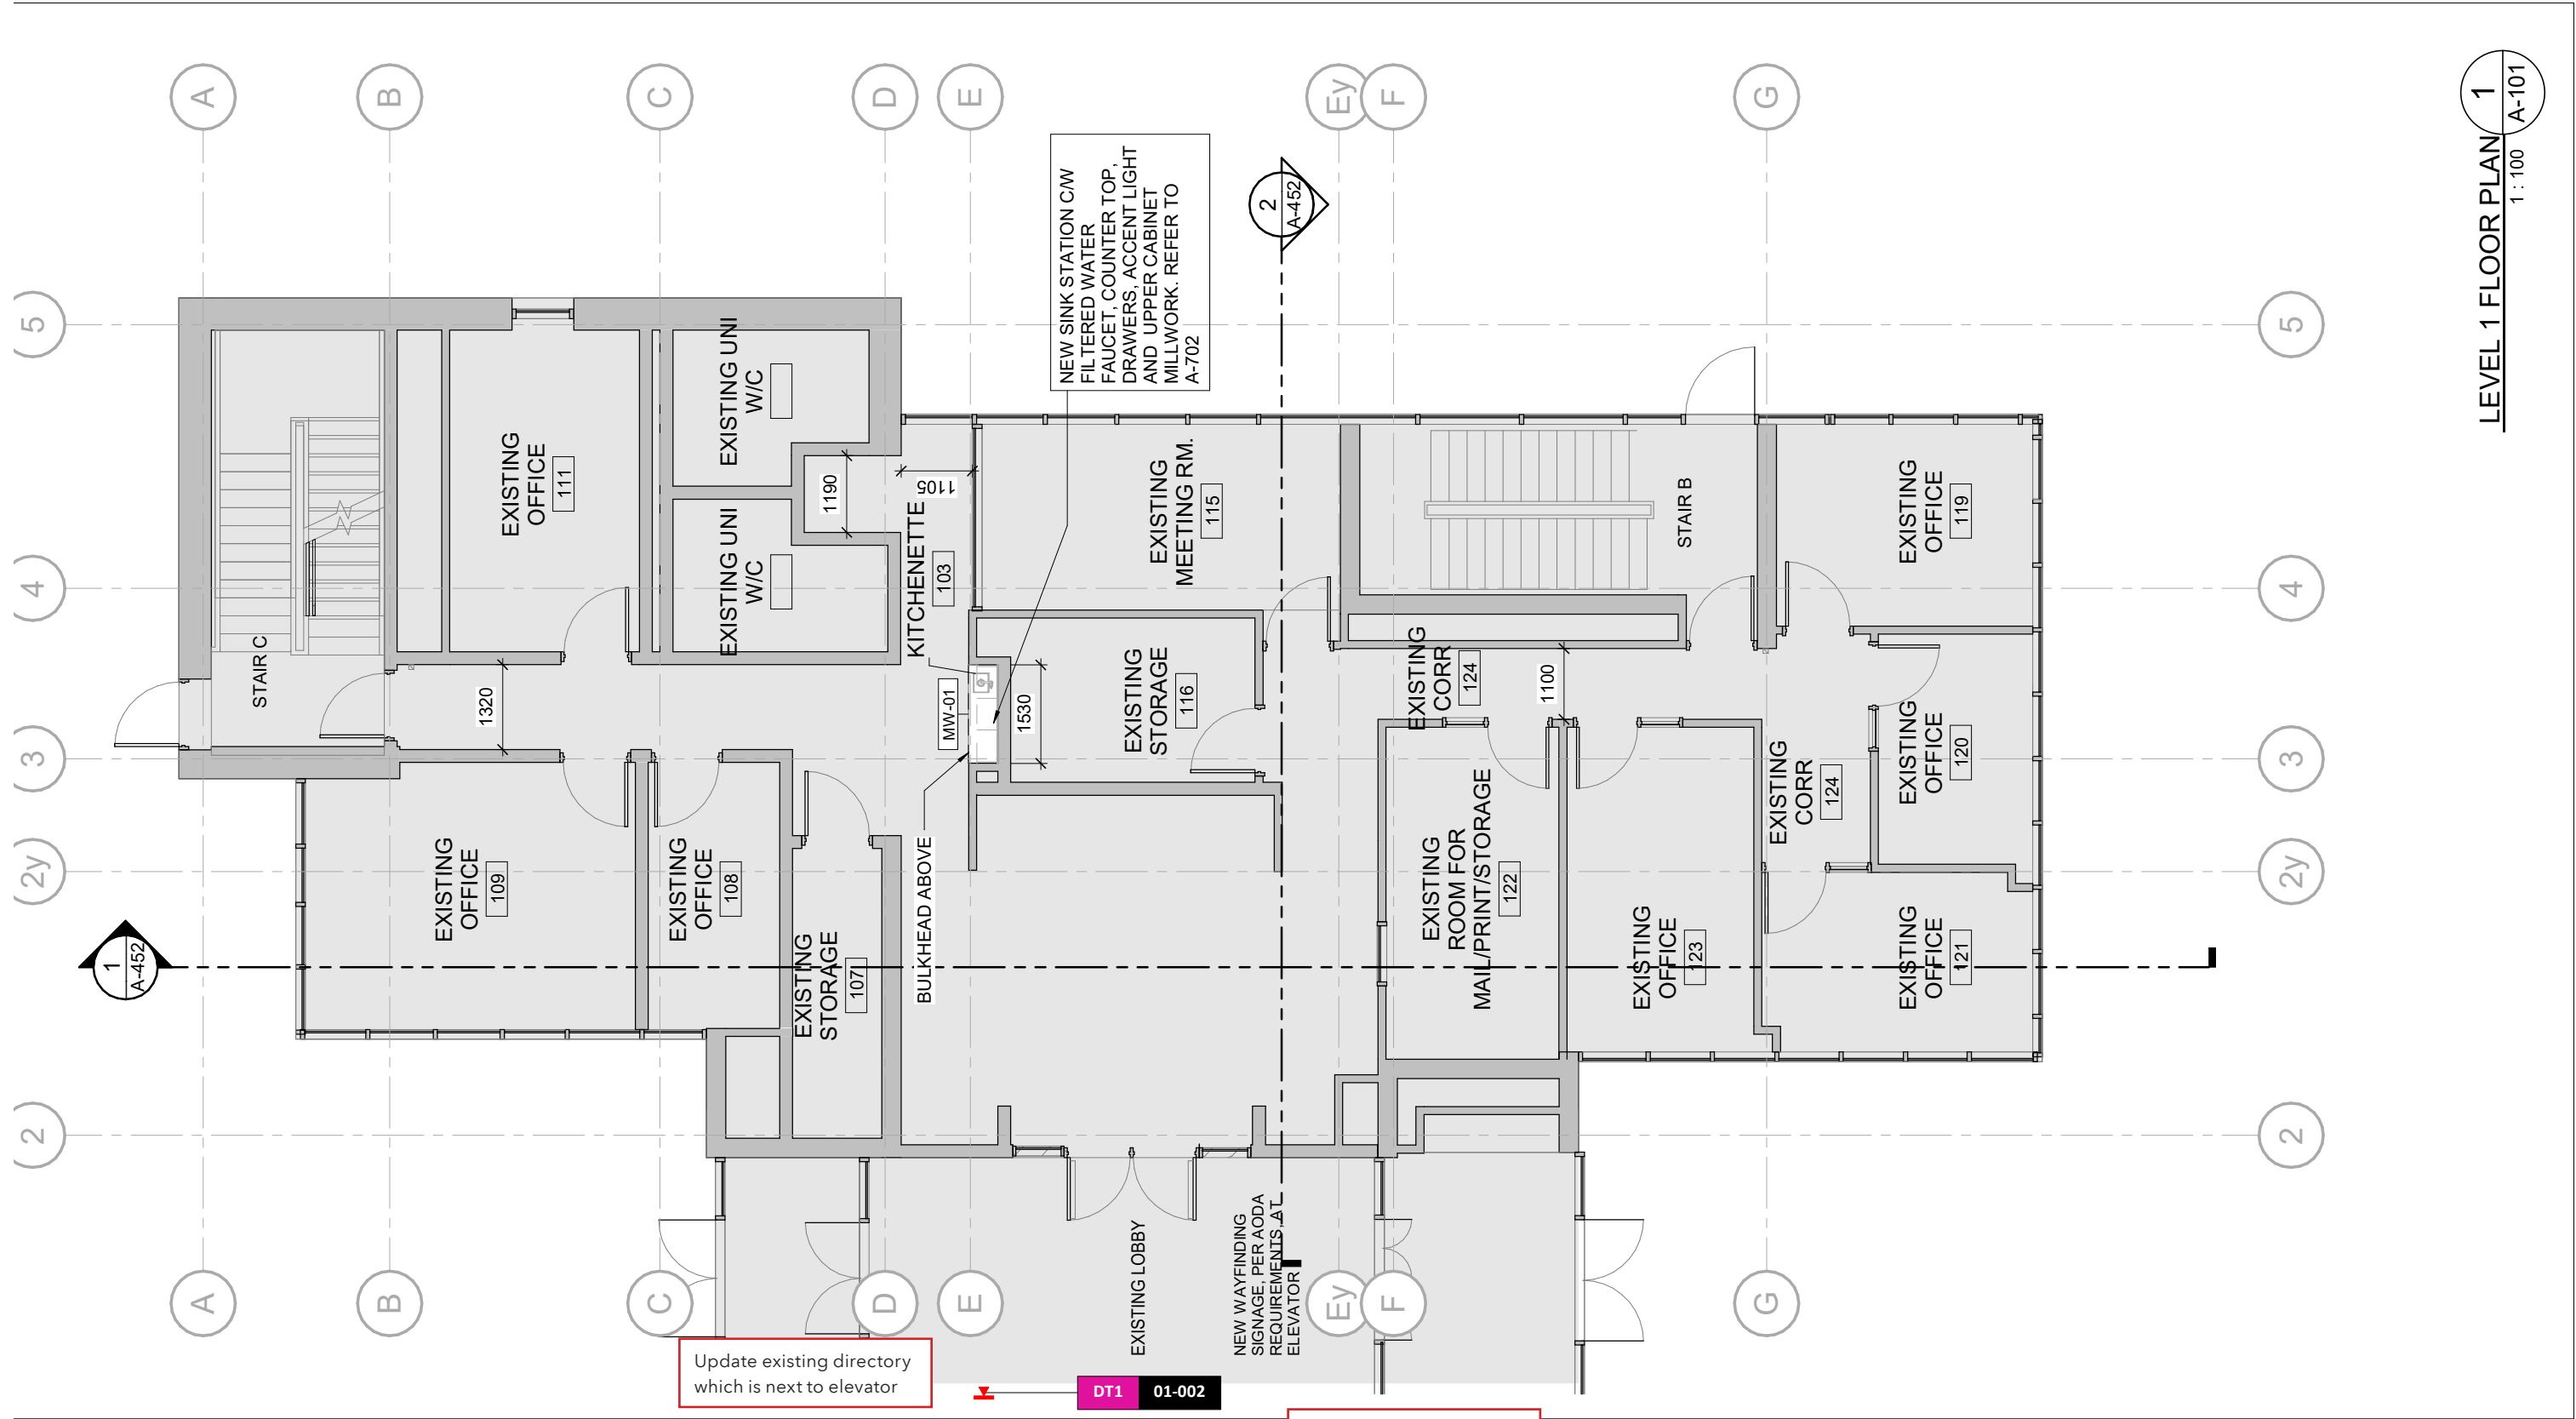 A
B
C
D
E
Ey
F
G
1
A-101
LEVEL 1 FLOOR PLAN
1 : 100
NEW SINK STATION C/W
FILTERED WATER
FAUCET, COUNTER TOP,
DRAWERS, ACCENT LIGHT
AND UPPER CABINET
MILLWORK. REFER TO
A-702
2
A-452
5
5
EXISTING UNI
W/C
EXISTING
OFFICE
111
1190
1105
EXISTING
MEETING RM.
115
STAIR B
EXISTING
OFFICE
119
4
4
EXISTING UNI
W/C
KITCHENETTE
103
STAIR C
1320
MW-01
1530
EXISTING
STORAGE
116
EXISTING
CORR
124
1100
3
3
EXISTING
OFFICE
120
EXISTING
CORR
124
2y
2y
EXISTING
OFFICE
109
EXISTING
OFFICE
108
EXISTING
STORAGE
107
BULKHEAD ABOVE
EXISTING
ROOM FOR
MAIL/PRINT/STORAGE
122
EXISTING
OFFICE
123
EXISTING
OFFICE
121
1
A-452
2
2
EXISTING LOBBY
NEW WAYFINDING
SIGNAGE, PER AODA
REQUIREMENTS, AT
ELEVATOR
A
B
C
D
E
Ey
F
G
Update existing directory
which is next to elevator
DT1 01-002